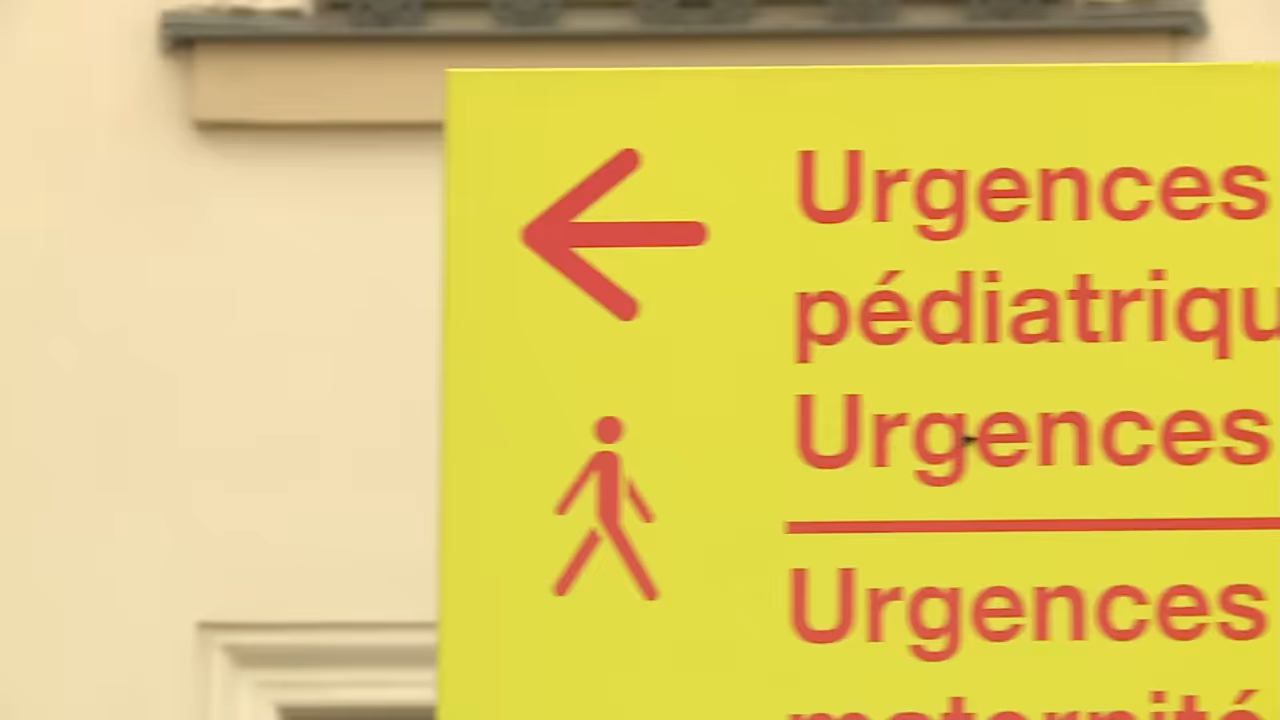 Urgences
pédiatriqu
Urgences
Urgences
maternité